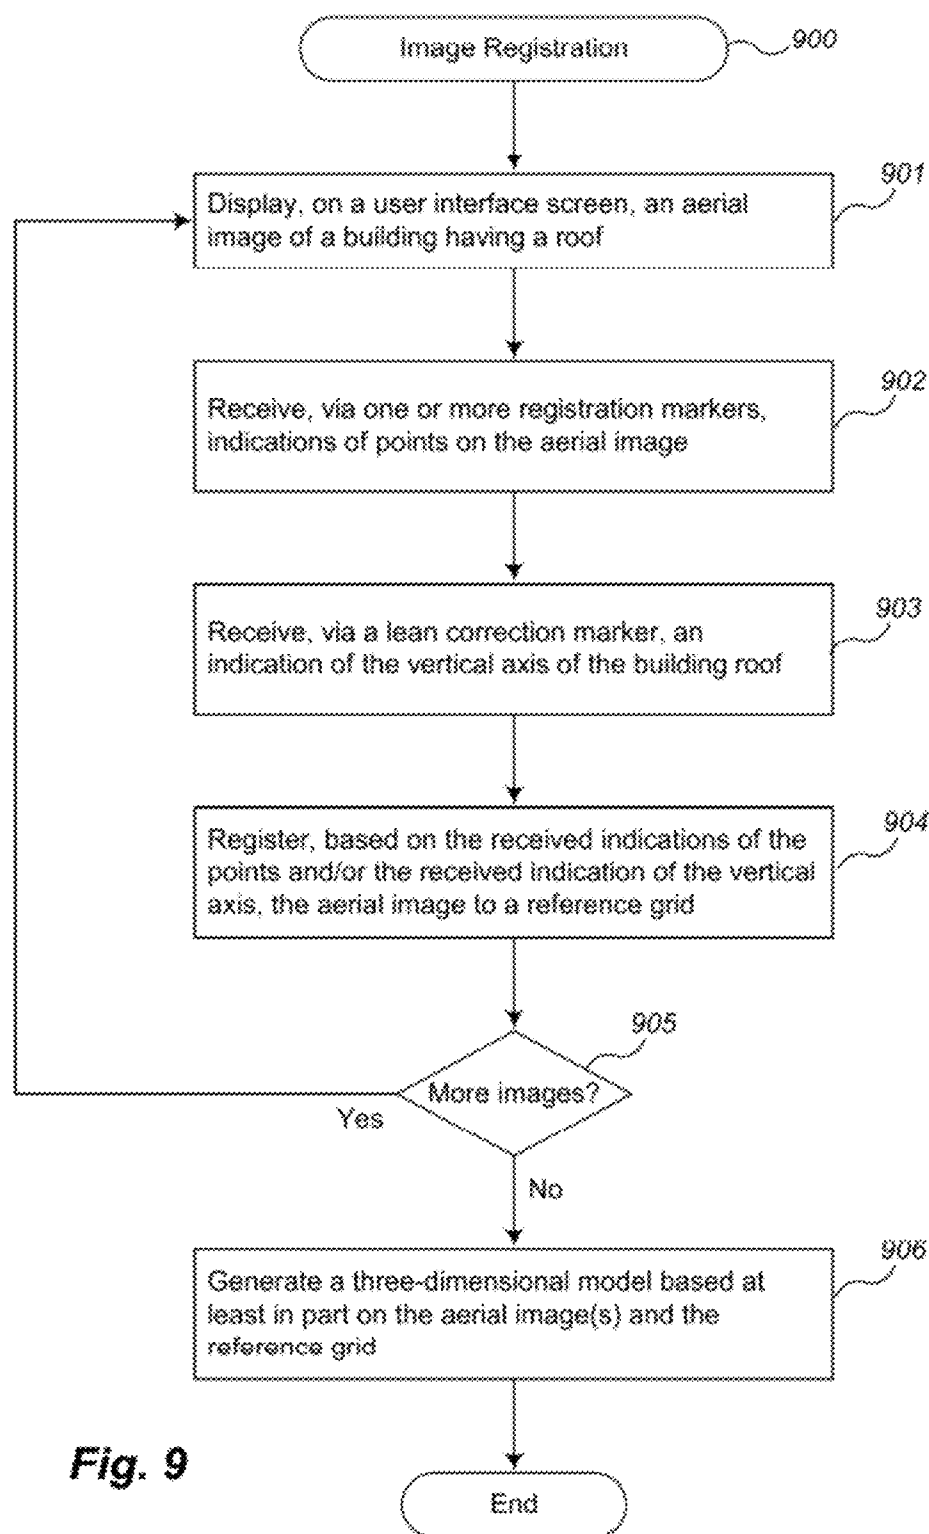 Image Registration
900
901
Display, on a user interface screen, an aerial
image of a building having a roof
902
Receive, via one or more registration markers,
indications of points on the aerial image
903
Receive, via a lean correction marker, an
indication of the vertical axis of the building roof
904
Register, based on the received indications of the
points and/or the received indication of the vertical
axis, the aerial image to a reference grid
905
More images?
Yes
No
906
Generate a three-dimensional model based at
least in part on the aerial image(s) and the
reference grid
Fig. 9
End